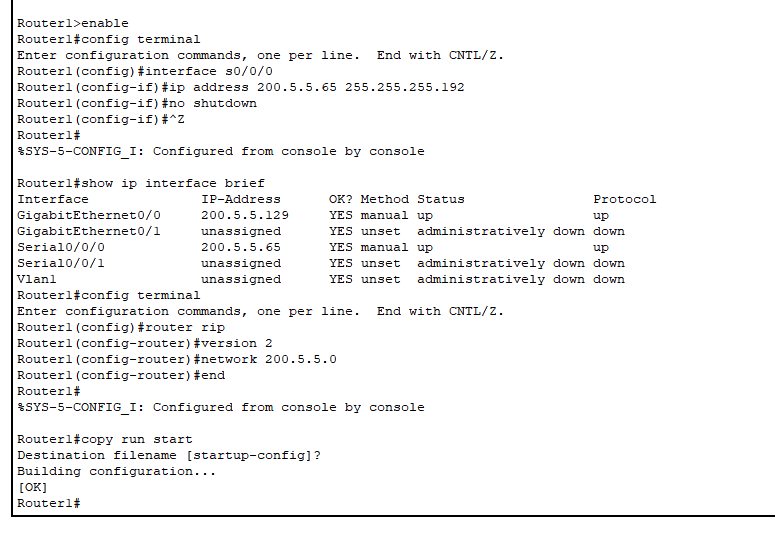 Router1>enable
Router1#config terminal
Enter configuration commands, one per line.  End with CNTL/Z.
Router1(config)#interface s0/0/0
Router1(config-if)#ip address 200.5.5.65 255.255.255.192
Router1(config-if)#no shutdown
Router1(config-if)#^Z
Router1#
%SYS-5-CONFIG_I: Configured from console by console

Router1#show ip interface brief
Interface              IP-Address      OK? Method Status                Protocol
GigabitEthernet0/0     200.5.5.129     YES manual up                    up
GigabitEthernet0/1     unassigned      YES unset  administratively down down
Serial0/0/0            200.5.5.65      YES manual up                    up
Serial0/0/1            unassigned      YES unset  administratively down down
Vlan1                  unassigned      YES unset  administratively down down
Router1#config terminal
Enter configuration commands, one per line.  End with CNTL/Z.
Router1(config)#router rip
Router1(config-router)#version 2
Router1(config-router)#network 200.5.5.0
Router1(config-router)#end
Router1#
%SYS-5-CONFIG_I: Configured from console by console

Router1#copy run start
Destination filename [startup-config]?
Building configuration...
[OK]
Router1#